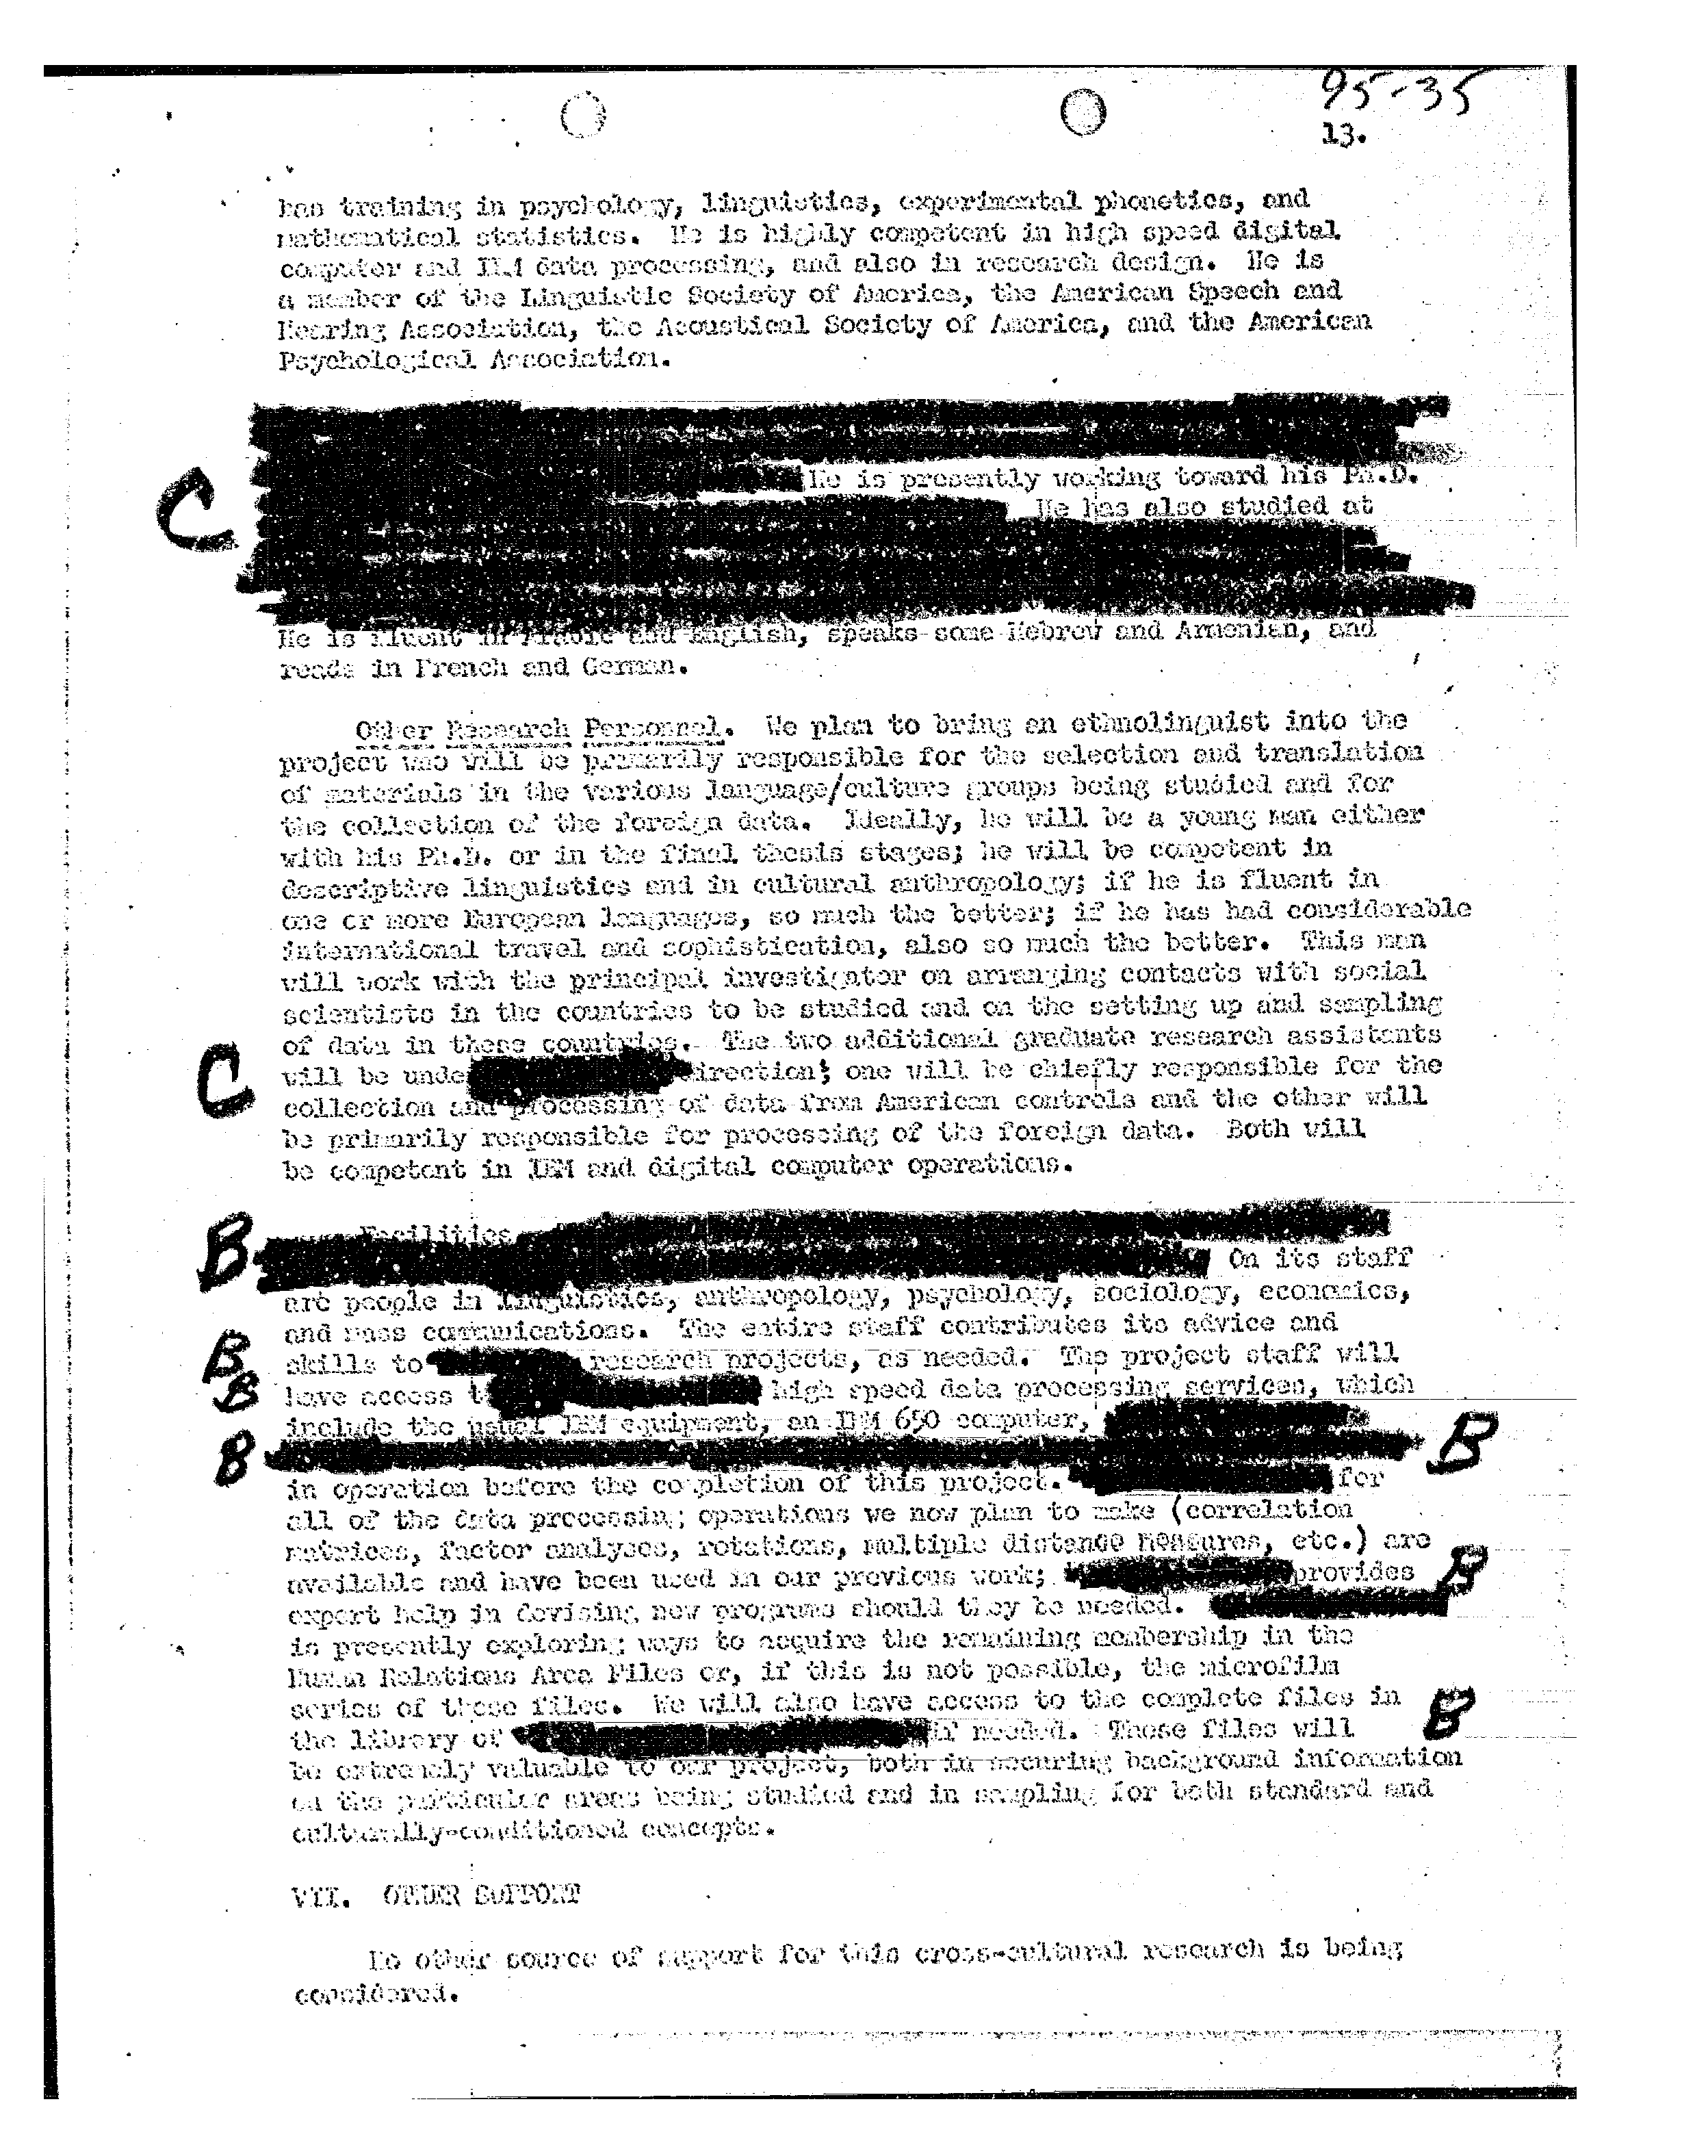 95-35
13.
has training in psychology, linguistics, experimental phonetics, and
mathematical statistics. He is highly competent in high speed digital
computer and IBM data processing, and also in research design. He is
a member of the Linguistic Society of America, the American Speech and
Hearing Association, the Acoustical Society of America, and the American
Psychological Association.
C
He is presently working toward his Ph.D.
He has also studied at
He is fluent in Arabic and English, speaks some Hebrew and Armenian, and
reads in French and German.
Other Research Personnel. We plan to bring an ethnolinguist into the
project who will be primarily responsible for the selection and translation
of materials in the various language/culture groups being studied and for
the collection of the foreign data. Ideally, he will be a young man either
with his Ph.D. or in the final thesis stages; he will be competent in
descriptive linguistics and in cultural anthropology; if he is fluent in
one or more European languages, so much the better; if he has had considerable
international travel and sophistication, also so much the better. This man
will work with the principal investigator on arranging contacts with social
scientists in the countries to be studied and on the setting up and sampling
of data in these countries. The two additional graduate research assistants
C will be unde direction; one will be chiefly responsible for the
collection and processing of data from American controls and the other will
be primarily responsible for processing of the foreign data. Both will
be competent in IBM and digital computer operations.
B Facilities
On its staff
are people in linguistics, anthropology, psychology, sociology, economics,
and mass communications. The entire staff contributes its advice and
B skills to research projects, as needed. The project staff will
B have access t high speed data processing services, which
include the usual IBM equipment, an IBM 650 computer,
B B
in operation before the completion of this project. for
all of the data processing operations we now plan to make (correlation
matrices, factor analyses, rotations, multiple distance measures, etc.) are
available and have been used in our previous work; provides B
expert help in devising new programs should they be needed.
is presently exploring ways to acquire the remaining membership in the
Human Relations Area Files or, if this is not possible, the microfilm
series of these files. We will also have access to the complete files in
the library of if needed. These files will B
be extremely valuable to our project, both in securing background information
on the particular areas being studied and in sampling for both standard and
culturally-conditioned concepts.
VII. OTHER SUPPORT
No other source of support for this cross-cultural research is being
considered.